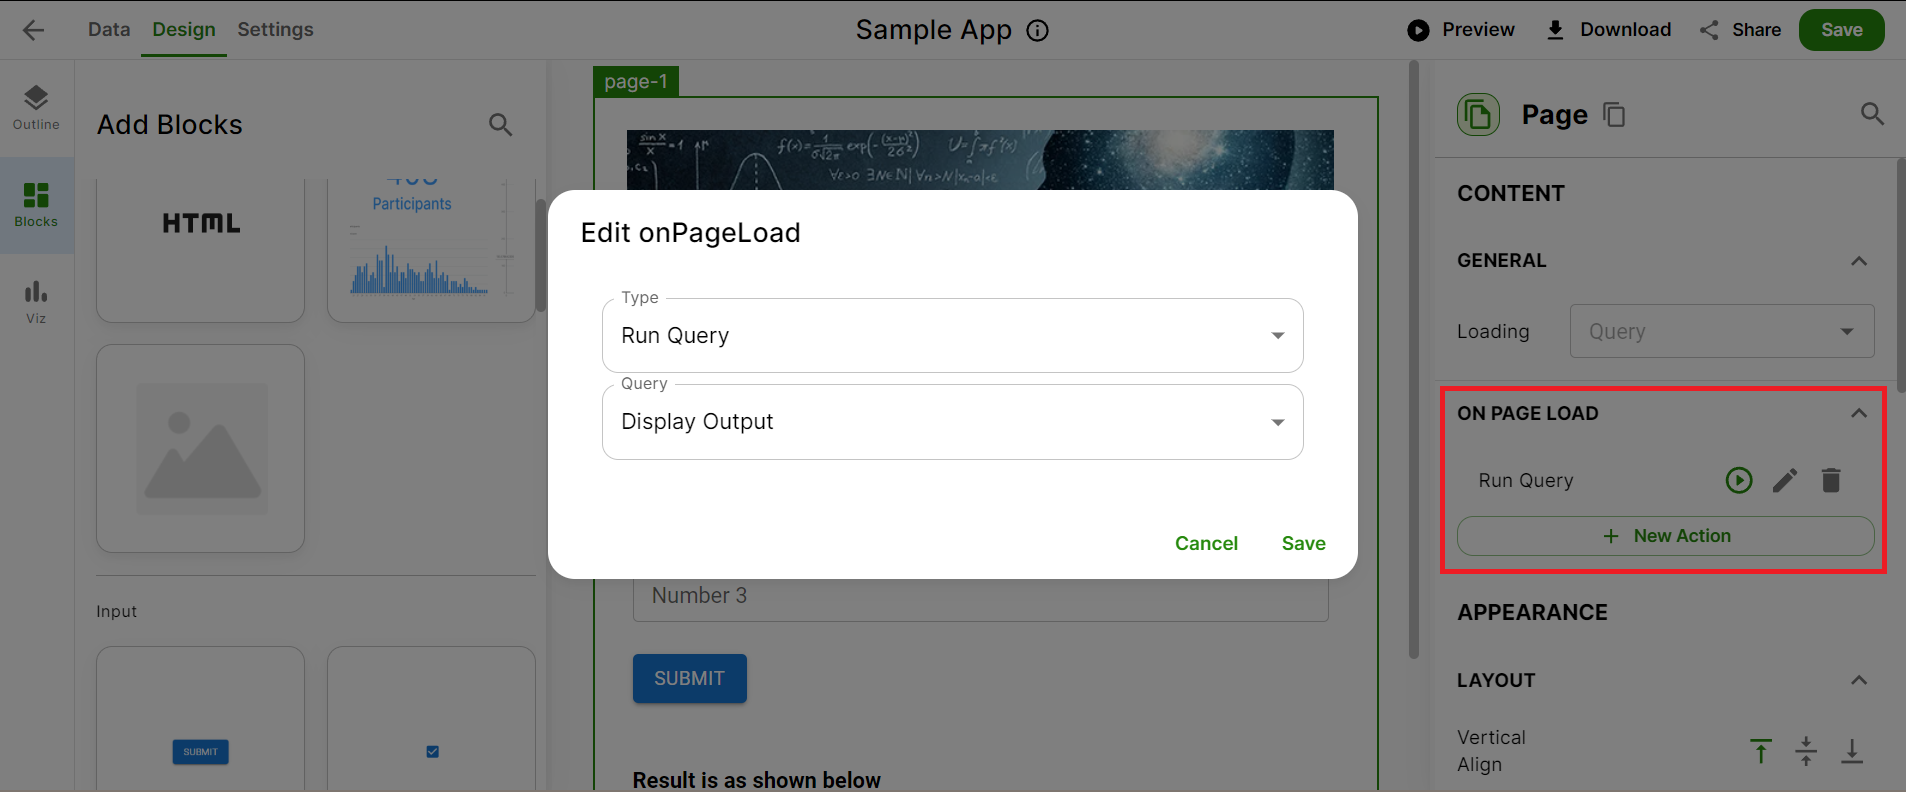 Data Design Settings
Sample App
Preview Download Share Save
Outline
Blocks
Viz
Add Blocks
HTML
Participants
Input
SUBMIT
page-1
Edit onPageLoad
Type
Run Query
Query
Display Output
Cancel Save
Number 3
SUBMIT
Result is as shown below
Page
CONTENT
GENERAL
Loading Query
ON PAGE LOAD
Run Query
+ New Action
APPEARANCE
LAYOUT
Vertical
Align